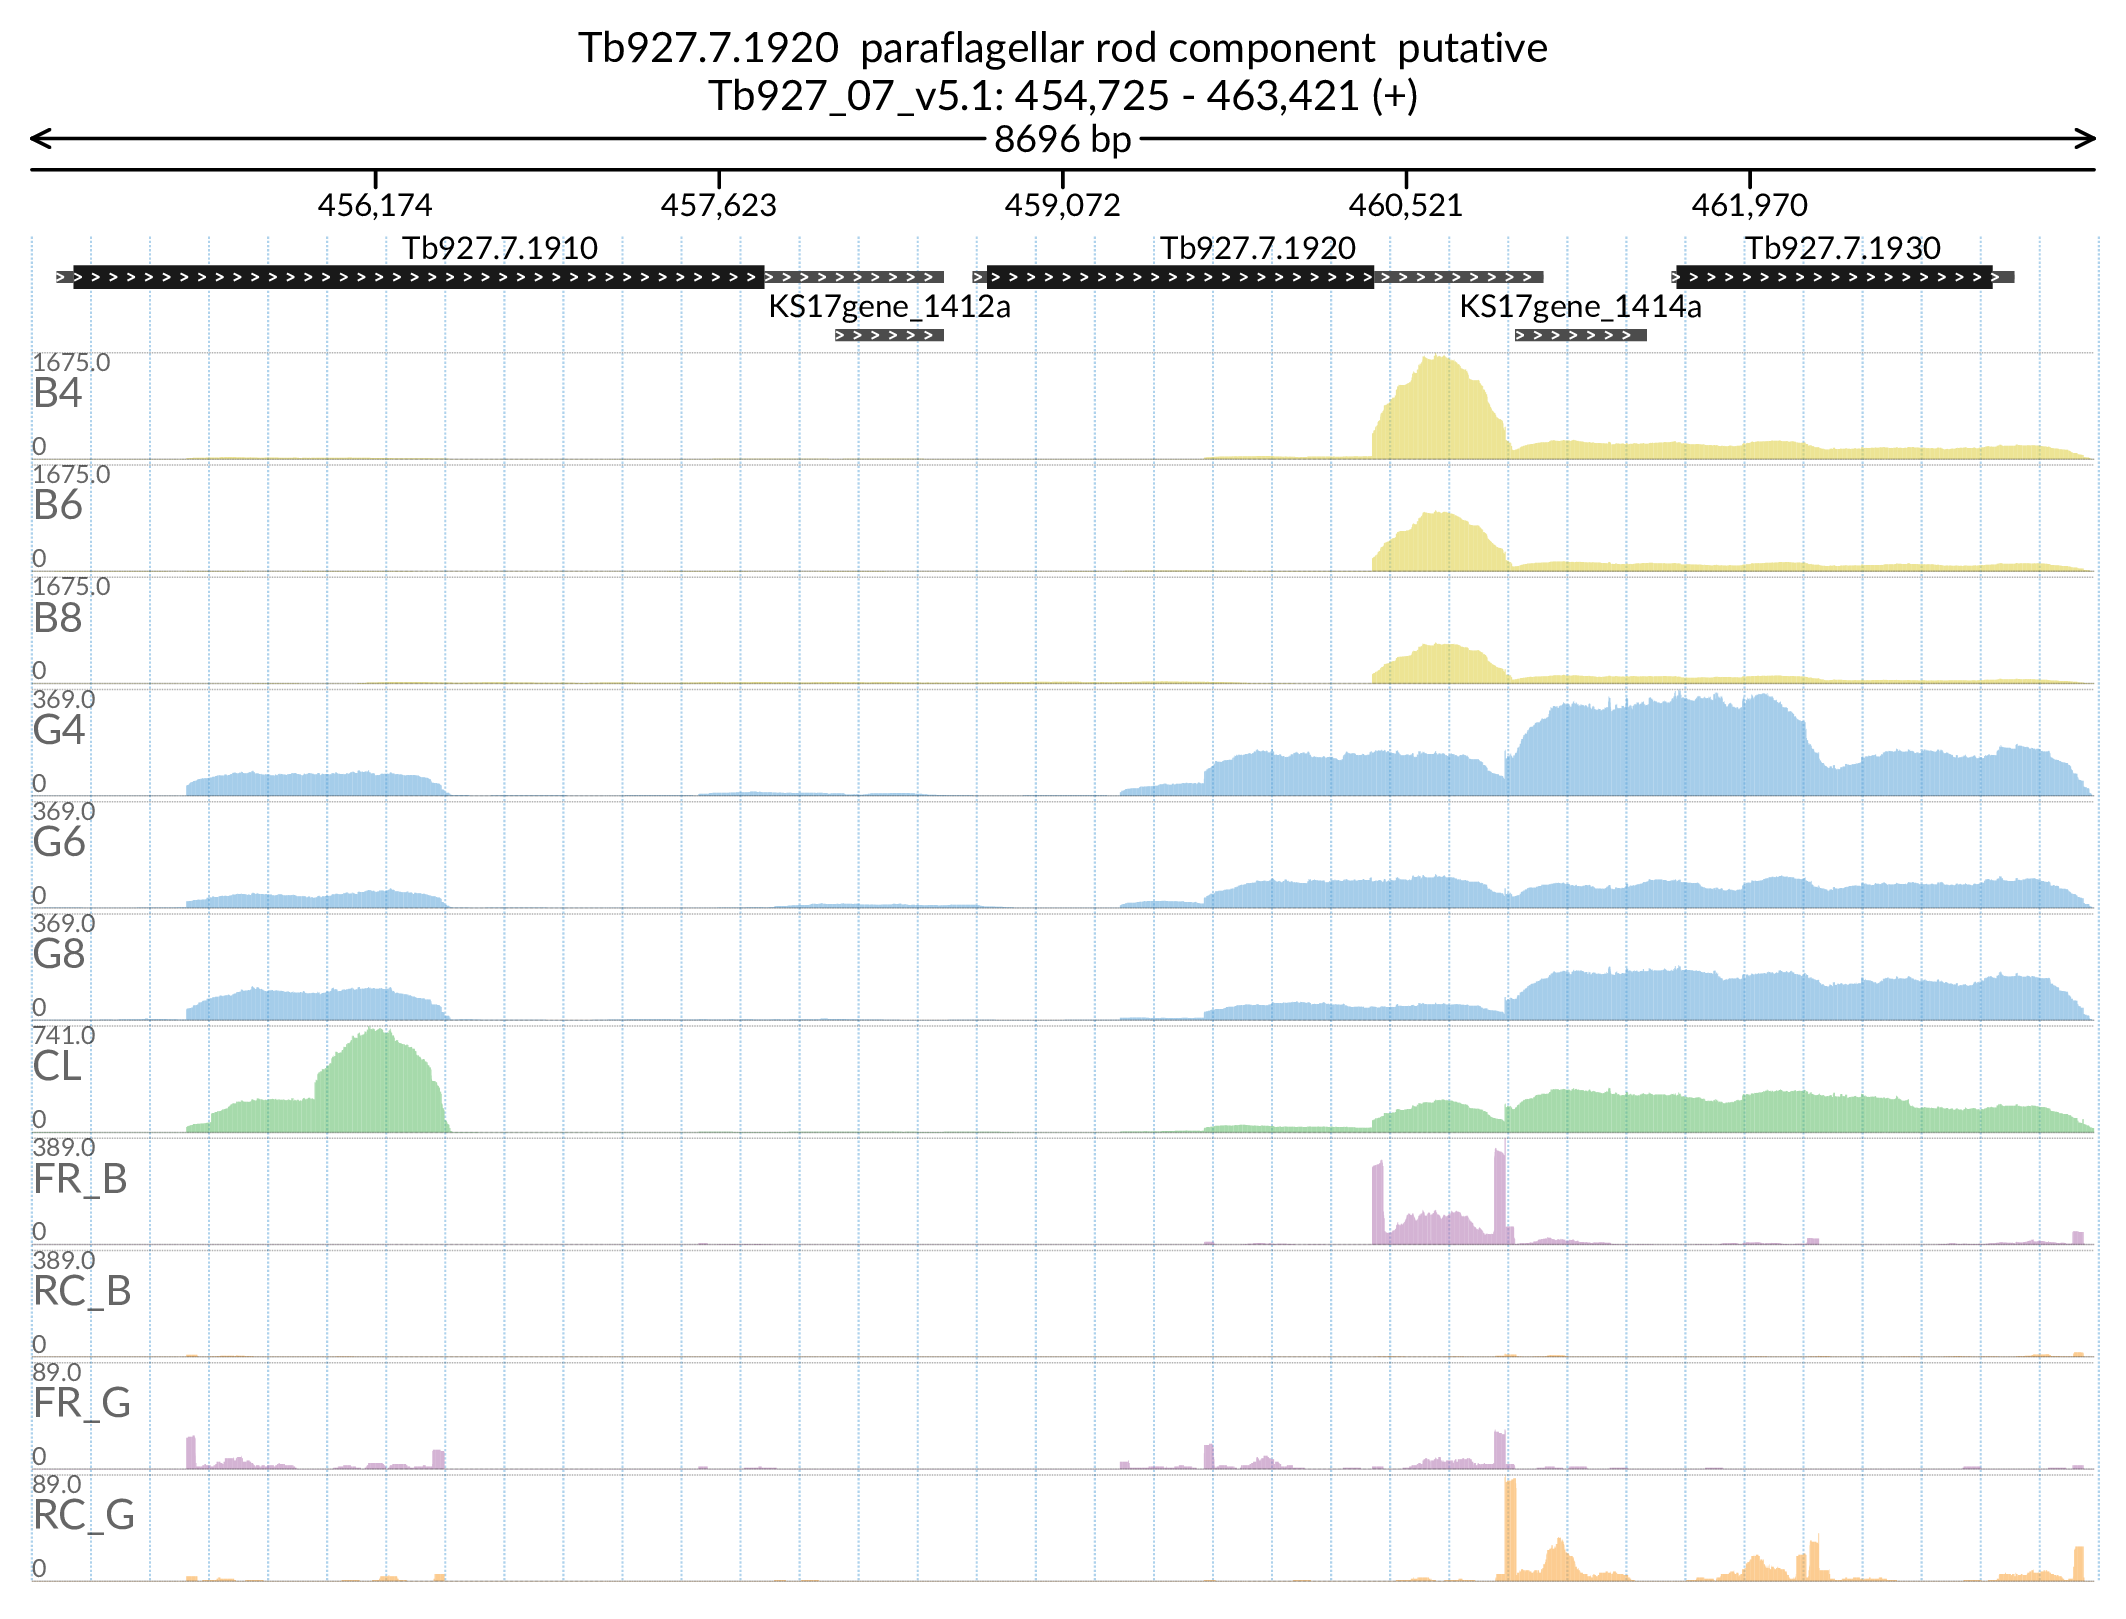 Tb927.7.1920 paraflagellar rod component putative
Tb927_07_v5.1: 454,725 - 463,421 (+)
8696 bp
456,174 457,623 459,072 460,521 461,970
Tb927.7.1910 Tb927.7.1920 Tb927.7.1930
KS17gene_1412a KS17gene_1414a
1675.0
B4
0
1675.0
B6
0
1675.0
B8
0
369.0
G4
0
369.0
G6
0
369.0
G8
0
741.0
CL
0
389.0
FR_B
0
389.0
RC_B
0
89.0
FR_G
0
89.0
RC_G
0